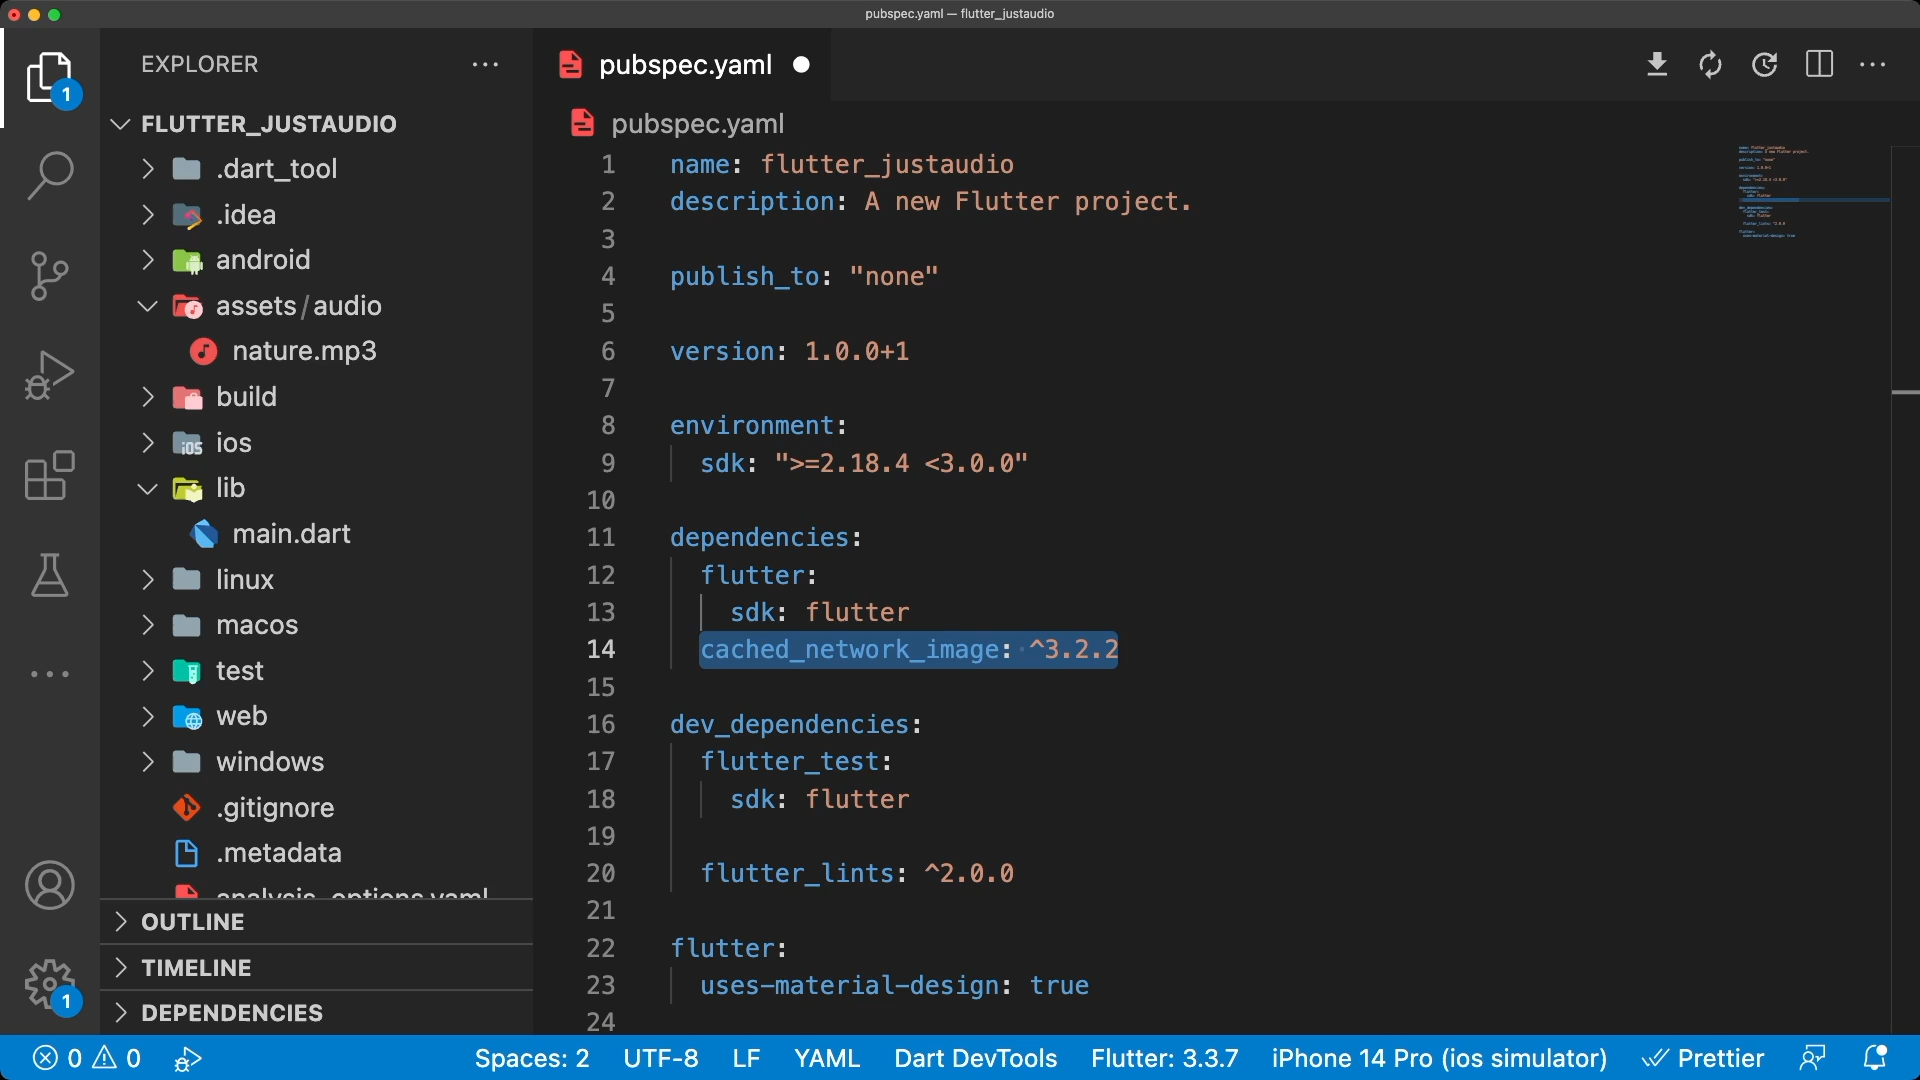 pubspec.yaml — flutter_justaudio
EXPLORER
pubspec.yaml
1
FLUTTER_JUSTAUDIO
.dart_tool
.idea
android
assets/audio
nature.mp3
build
ios
lib
main.dart
linux
macos
test
web
windows
.gitignore
.metadata
analysis_options.yaml
OUTLINE
TIMELINE
DEPENDENCIES
1
pubspec.yaml
1 name: flutter_justaudio
2 description: A new Flutter project.
3
4 publish_to: "none"
5
6 version: 1.0.0+1
7
8 environment:
9 sdk: ">=2.18.4 <3.0.0"
10
11 dependencies:
12 flutter:
13 sdk: flutter
14 cached_network_image: ^3.2.2
15
16 dev_dependencies:
17 flutter_test:
18 sdk: flutter
19
20 flutter_lints: ^2.0.0
21
22 flutter:
23 uses-material-design: true
24
0 0 Spaces: 2 UTF-8 LF YAML Dart DevTools Flutter: 3.3.7 iPhone 14 Pro (ios simulator) Prettier